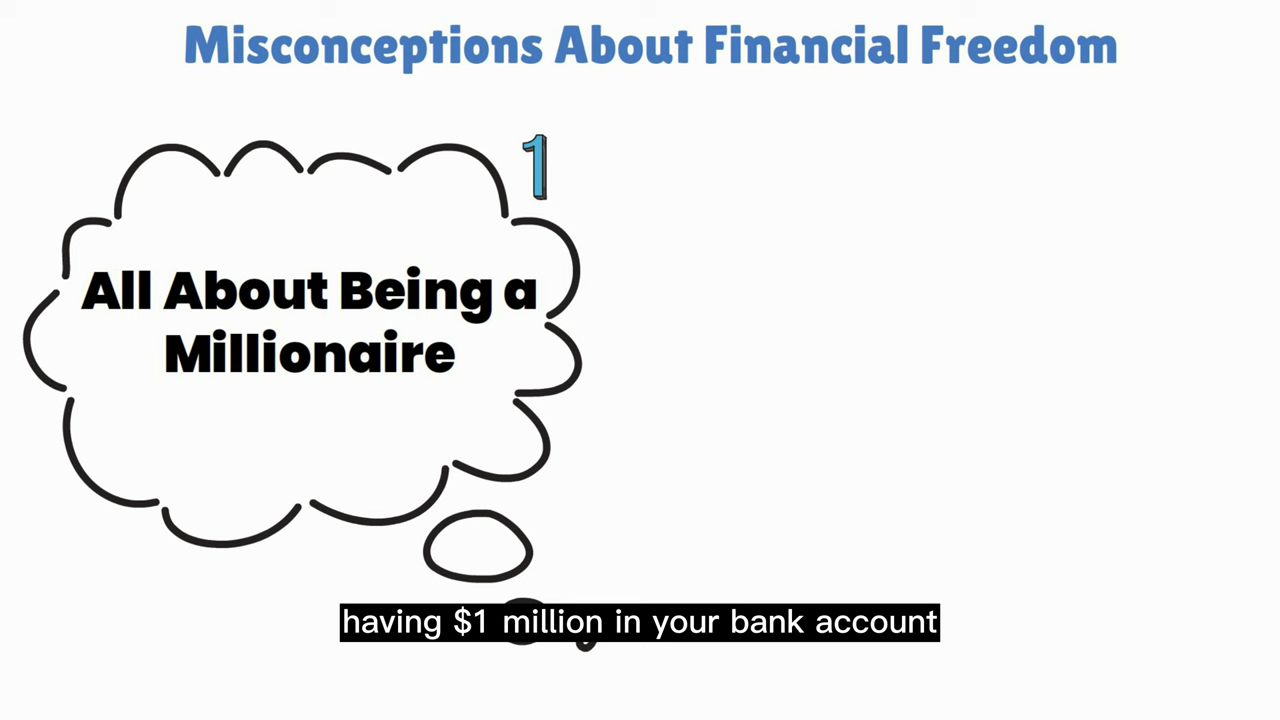 Misconceptions About Financial Freedom
1
All About Being a
Millionaire
having $1 million in your bank account